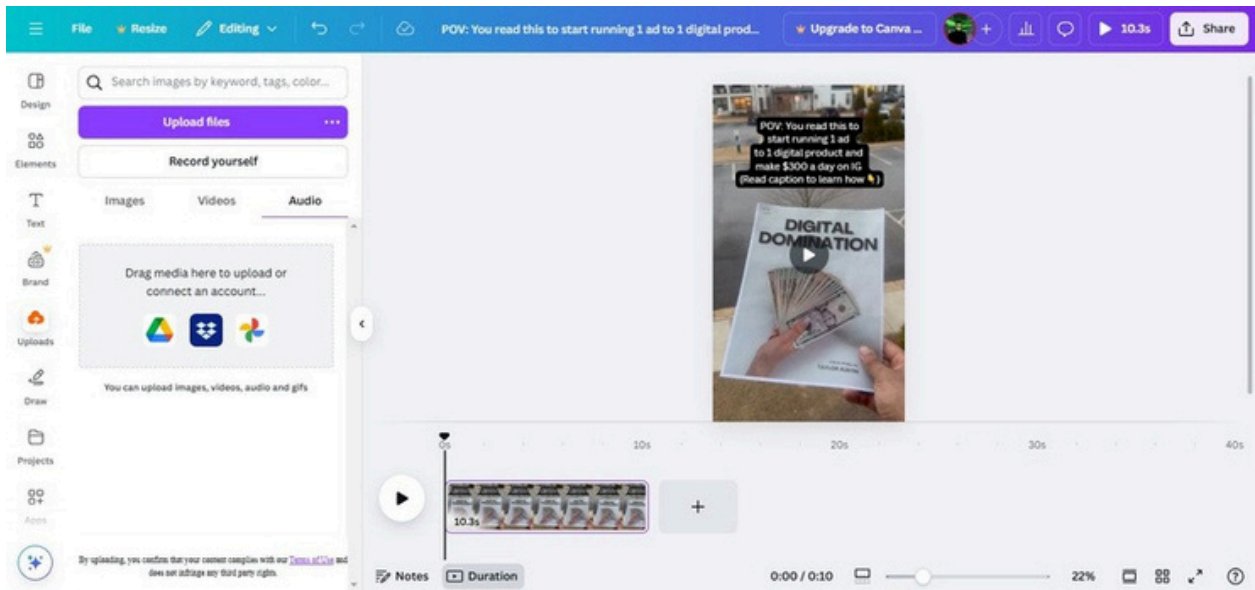 File
Resize
Editing
POV: You read this to start running 1 ad to 1 digital prod...
Upgrade to Canva ...
10.3s
Share
Design
Elements
Text
Brand
Uploads
Draw
Projects
Apps
Search images by keyword, tags, color...
Upload files
Record yourself
Images Videos Audio
Drag media here to upload or
connect an account...
You can upload images, videos, audio and gifs
By uploading, you confirm that your content complies with our Terms of Use and
does not infringe any third party rights.
POV: You read this to
start running 1 ad
to 1 digital product and
make $300 a day on IG
(Read caption to learn how 👇)
DIGITAL
DOMINATION
0s 10s 20s 30s 40s
10.3s
Notes Duration 0:00 / 0:10 22%